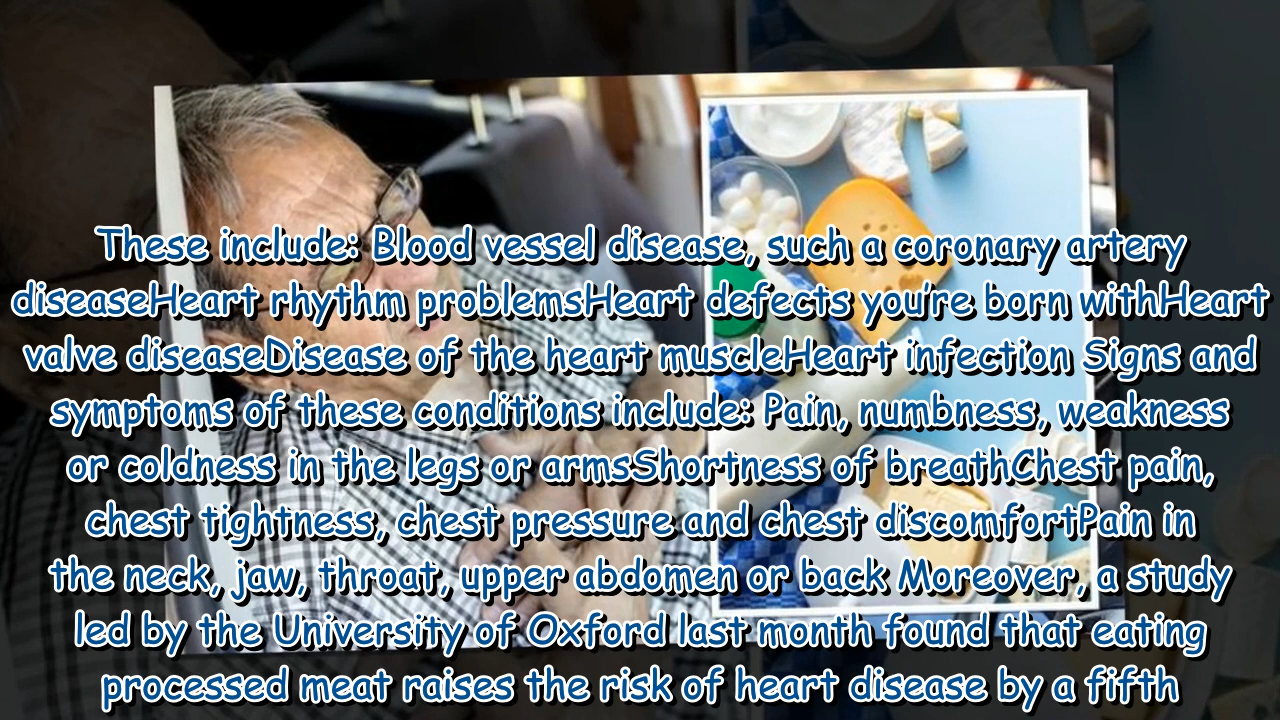 These include: Blood vessel disease, such a coronary artery
diseaseHeart rhythm problemsHeart defects you're born withHeart
valve diseaseDisease of the heart muscleHeart infection Signs and
symptoms of these conditions include: Pain, numbness, weakness
or coldness in the legs or armsShortness of breathChest pain,
chest tightness, chest pressure and chest discomfortPain in
the neck, jaw, throat, upper abdomen or back Moreover, a study
led by the University of Oxford last month found that eating
processed meat raises the risk of heart disease by a fifth